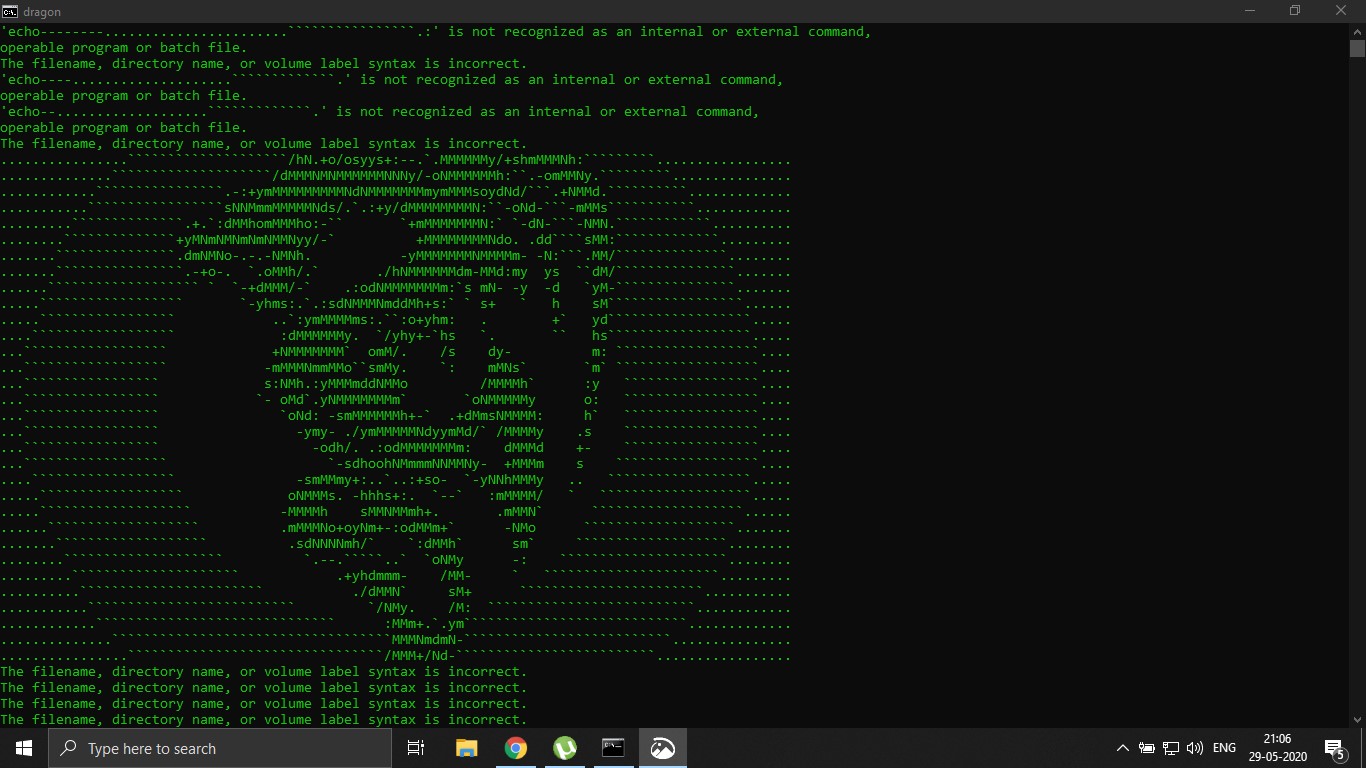 dragon
'echo--------.......................````````````````.:' is not recognized as an internal or external command,
operable program or batch file.
The filename, directory name, or volume label syntax is incorrect.
'echo----....................`````````````.' is not recognized as an internal or external command,
operable program or batch file.
'echo--...................`````````````.' is not recognized as an internal or external command,
operable program or batch file.
The filename, directory name, or volume label syntax is incorrect.
The filename, directory name, or volume label syntax is incorrect.
The filename, directory name, or volume label syntax is incorrect.
The filename, directory name, or volume label syntax is incorrect.
The filename, directory name, or volume label syntax is incorrect.
Type here to search
ENG
21:06
29-05-2020
5